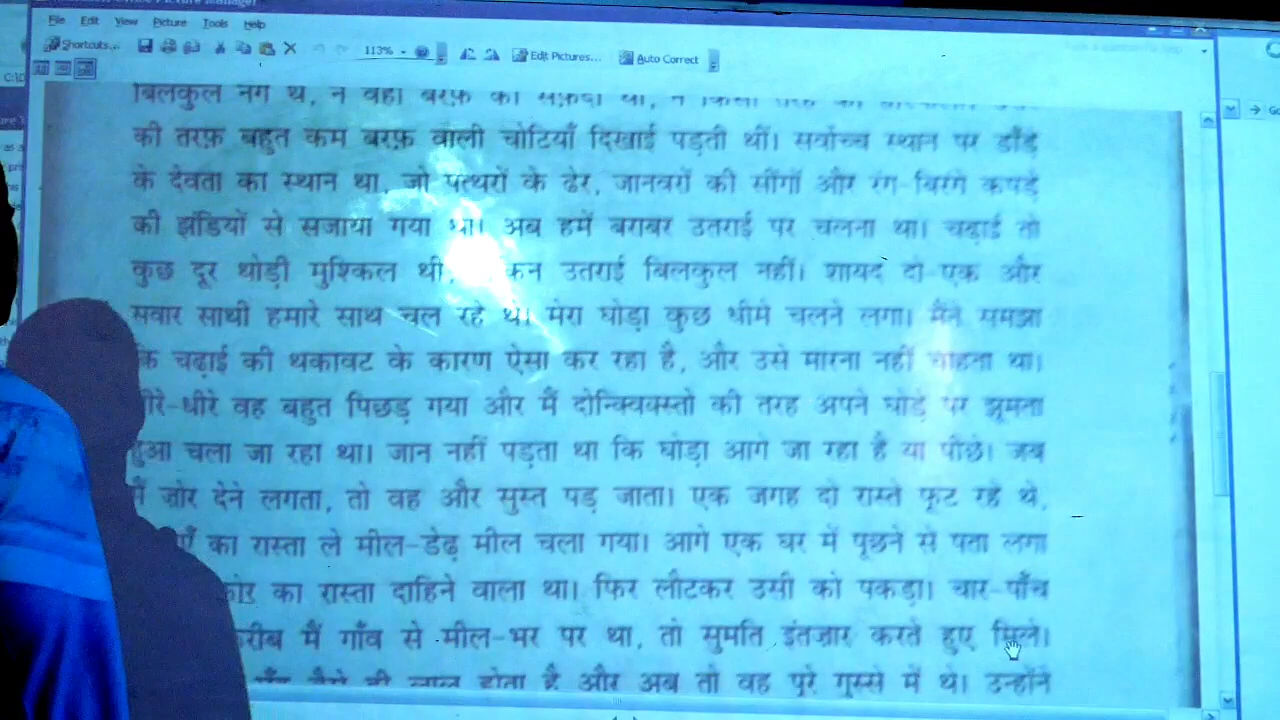 File Edit View Picture Tools Help
Shortcuts... 113% Edit Pictures... Auto Correct
बिलकुल
की तरफ़ बहुत कम बरफ़ वाली चोटियाँ दिखाई पड़ती थीं। सर्वोच्च स्थान पर डाँड़े
के देवता का स्थान था, जो पत्थरों के ढेर, जानवरों की सींगों और रंग-बिरंगे कपड़े
की झंडियों से सजाया गया था। अब हमें बराबर उतराई पर चलना था। चढ़ाई तो
कुछ दूर थोड़ी मुश्किल थी, उतराई बिलकुल नहीं। शायद दो-एक और
सवार साथी हमारे साथ चल रहे थे। मेरा घोड़ा कुछ धीमे चलने लगा। मैंने समझा
कि चढ़ाई की थकावट के कारण ऐसा कर रहा है, और उसे मारना नहीं चाहता था।
वह बहुत पिछड़ गया और मैं दोन्क्विक्स्तो की तरह अपने घोड़े पर झूमता
हुआ चला जा रहा था। जान नहीं पड़ता था कि घोड़ा आगे जा रहा है या पीछे। जब
मैं ज़ोर देने लगता, तो वह और सुस्त पड़ जाता। एक जगह दो रास्ते फूट रहे थे,
का रास्ता ले मील-डेढ़ मील चला गया। आगे एक घर में पूछने से पता लगा
का रास्ता दाहिने वाला था। फिर लौटकर उसी को पकड़ा। चार-पाँच
मैं गाँव से मील-भर पर था, तो सुमति इंतज़ार करते हुए मिले।
होता है और अब तो वह पूरे गुस्से में थे। उन्होंने